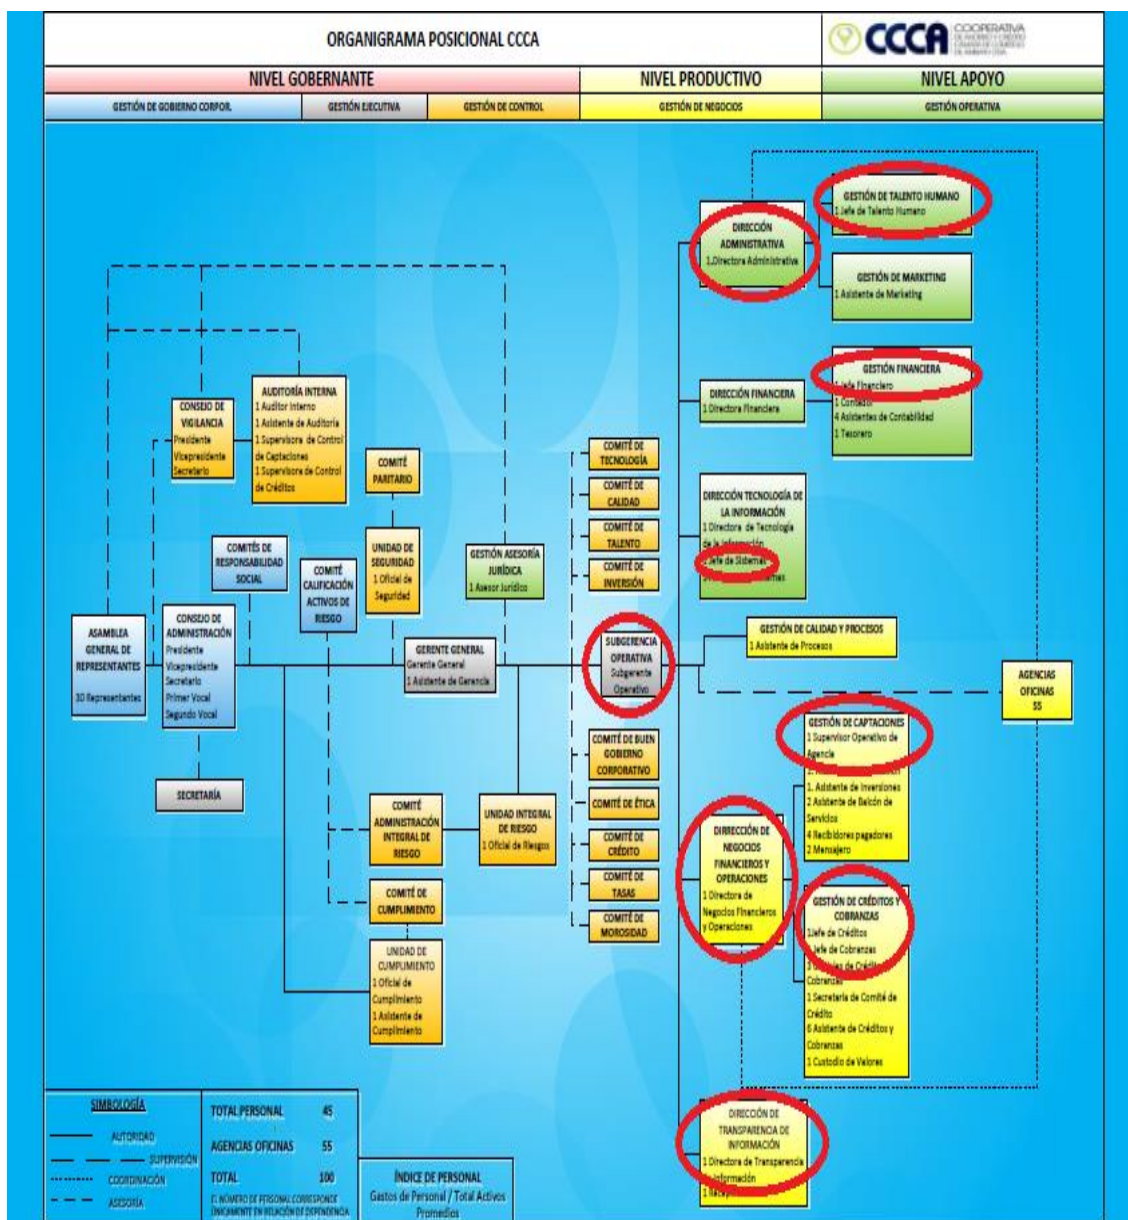 ORGANIGRAMA POSICIONAL CCCA
CCCA
COOPERATIVA
DE AHORRO Y CRÉDITO
NIVEL GOBERNANTE
NIVEL PRODUCTIVO
NIVEL APOYO
GESTIÓN DE GOBIERNO CORPOR.
GESTIÓN EJECUTIVA
GESTIÓN DE CONTROL
GESTIÓN DE NEGOCIOS
GESTIÓN OPERATIVA
GESTIÓN DE TALENTO HUMANO
1 Jefe de Talento Humano
DIRECCIÓN
ADMINISTRATIVA
1.Directora Administrativa
GESTIÓN DE MARKETING
1 Asistente de Marketing
GESTIÓN FINANCIERA
1 Jefe Financiero
1 Contador
4 Asistentes de Contabilidad
1 Tesorero
DIRECCIÓN FINANCIERA
1 Directora Financiera
AUDITORÍA INTERNA
1 Auditor Interno
1 Asistente de Auditoría
1 Supervisora de Control
de Captaciones
1 Supervisora de Control
de Créditos
CONSEJO DE
VIGILANCIA
Presidente
Vicepresidente
Secretario
COMITÉ
PARITARIO
COMITÉ DE
TECNOLOGÍA
COMITÉ DE
CALIDAD
COMITÉ DE
TALENTO
COMITÉ DE
INVERSIÓN
DIRECCIÓN TECNOLOGÍA DE
LA INFORMACIÓN
1 Directora de Tecnología
de la Información
Jefe de Sistemas
COMITÉS DE
RESPONSABILIDAD
SOCIAL
COMITÉ
CALIFICACIÓN
ACTIVOS DE
RIESGO
UNIDAD DE
SEGURIDAD
1 Oficial de
Seguridad
GESTIÓN ASESORÍA
JURÍDICA
1 Asesor Jurídico
ASAMBLEA
GENERAL DE
REPRESENTANTES
30 Representantes
CONSEJO DE
ADMINISTRACIÓN
Presidente
Vicepresidente
Secretario
Primer Vocal
Segundo Vocal
GERENTE GENERAL
Gerente General
1 Asistente de Gerencia
SUBGERENCIA
OPERATIVA
Subgerente
Operativo
GESTIÓN DE CALIDAD Y PROCESOS
1 Asistente de Procesos
AGENCIAS
OFICINAS
55
SECRETARÍA
GESTIÓN DE CAPTACIONES
1 Supervisor Operativo de
Agencia
1. Asistente de Inversiones
2 Asistente de Balcón de
Servicios
4 Recibidores pagadores
2 Mensajero
COMITÉ DE BUEN
GOBIERNO
CORPORATIVO
COMITÉ DE ÉTICA
COMITÉ DE
CRÉDITO
COMITÉ DE
TASAS
COMITÉ DE
MOROSIDAD
COMITÉ
ADMINISTRACIÓN
INTEGRAL DE
RIESGO
UNIDAD INTEGRAL
DE RIESGO
1 Oficial de Riesgos
DIRRECCIÓN DE
NEGOCIOS
FINANCIEROS Y
OPERACIONES
1 Directora de
Negocios Financieros
y Operaciones
COMITÉ DE
CUMPLIMIENTO
UNIDAD DE
CUMPLIMIENTO
1 Oficial de
Cumplimiento
1 Asistente de
Cumplimiento
GESTIÓN DE CRÉDITOS Y
COBRANZAS
1Jefe de Créditos
Jefe de Cobranzas
Cobranzas
1 Secretaria de Comité de
Crédito
6 Asistente de Créditos y
Cobranzas
1 Custodio de Valores
DIRECCIÓN DE
TRANSPARENCIA DE
INFORMACIÓN
1 Directora de Transparencia
Información
SIMBOLOGÍA
AUTORIDAD
SUPERVISIÓN
COORDINACIÓN
ASESORÍA
TOTAL PERSONAL 45
AGENCIAS OFICINAS 55
TOTAL 100
EL NÚMERO DE PERSONAL CORRESPONDE
ÚNICAMENTE EN RELACIÓN DE DEPENDENCIA
ÍNDICE DE PERSONAL
Gastos de Personal / Total Activos
Promedios